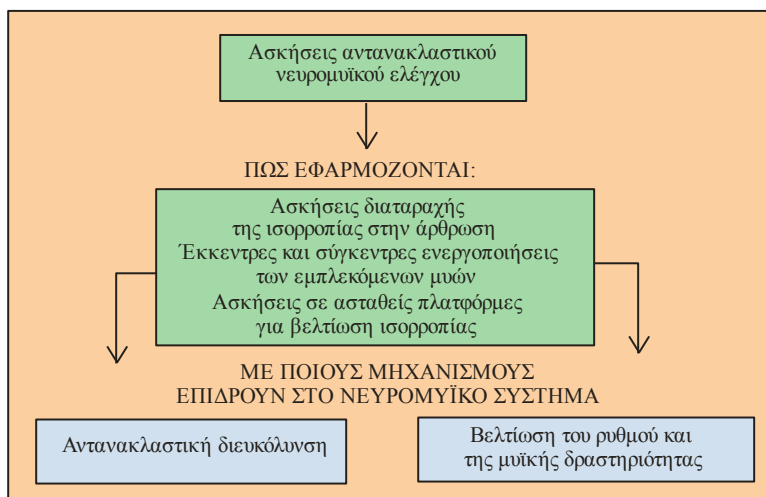 Ασκήσεις αντανακλαστικού
νευρομυϊκού ελέγχου
ΠΩΣ ΕΦΑΡΜΟΖΟΝΤΑΙ:
Ασκήσεις διαταραχής
της ισορροπίας στην άρθρωση
Έκκεντρες και σύγκεντρες ενεργοποιήσεις
των εμπλεκόμενων μυών
Ασκήσεις σε ασταθείς πλατφόρμες
για βελτίωση ισορροπίας
ΜΕ ΠΟΙΟΥΣ ΜΗΧΑΝΙΣΜΟΥΣ
ΕΠΙΔΡΟΥΝ ΣΤΟ ΝΕΥΡΟΜΥΪΚΟ ΣΥΣΤΗΜΑ
Αντανακλαστική διευκόλυνση
Βελτίωση του ρυθμού και
της μυϊκής δραστηριότητας